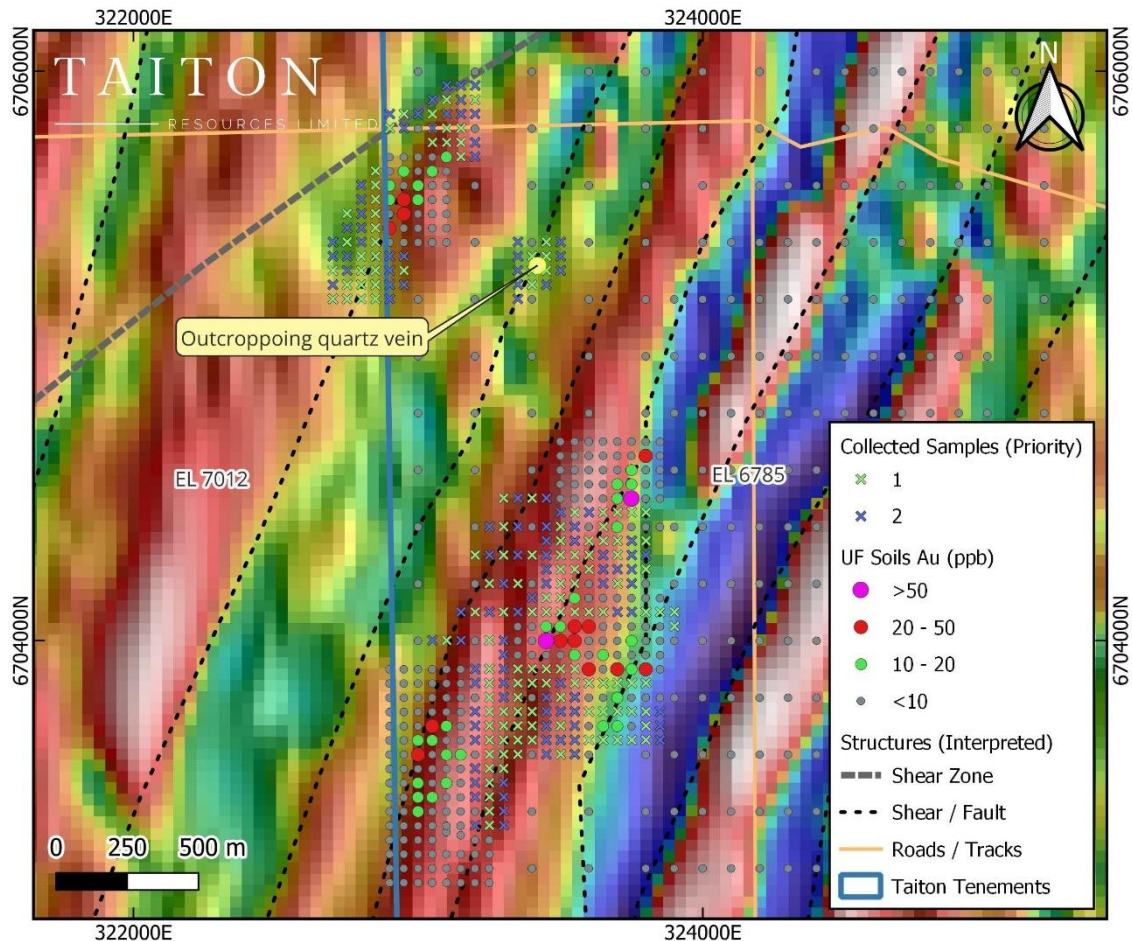 322000E
324000E
6706000N
6706000N
TAITON
RESOURCES LIMITED
N
Outcroppoing quartz vein
EL 7012
EL 6785
Collected Samples (Priority)
1
2
UF Soils Au (ppb)
>50
20 - 50
10 - 20
<10
Structures (Interpreted)
Shear Zone
Shear / Fault
Roads / Tracks
Taiton Tenements
6704000N
6704000N
0 250 500 m
322000E
324000E